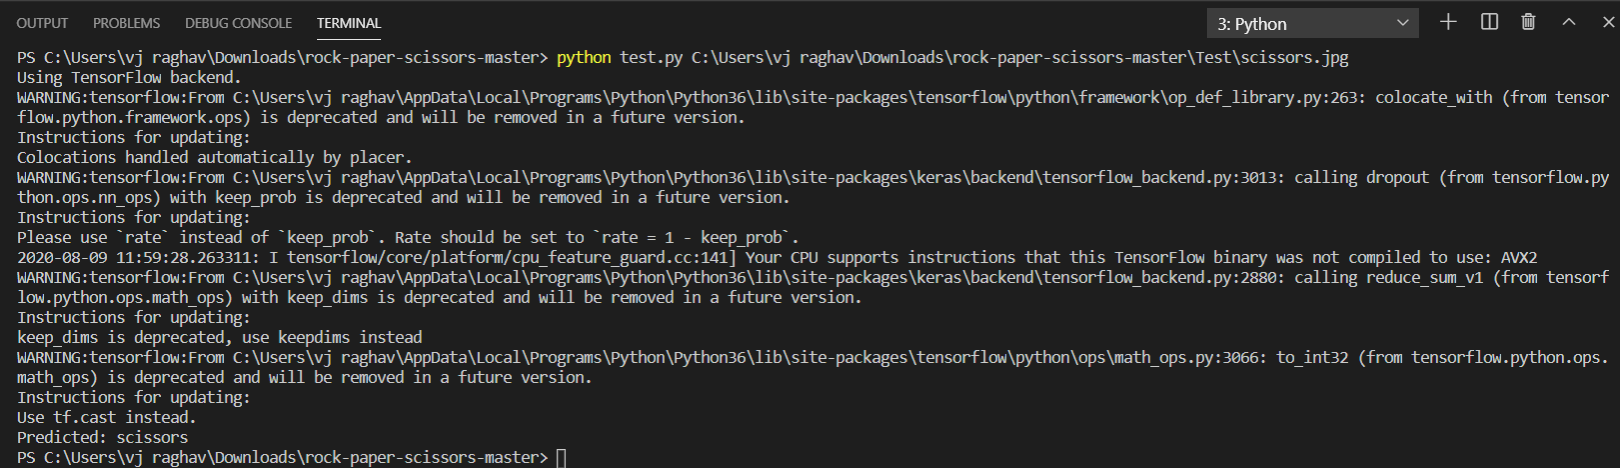 OUTPUT PROBLEMS DEBUG CONSOLE TERMINAL 3: Python
PS C:\Users\vj raghav\Downloads\rock-paper-scissors-master> python test.py C:\Users\vj raghav\Downloads\rock-paper-scissors-master\Test\scissors.jpg
Using TensorFlow backend.
WARNING:tensorflow:From C:\Users\vj raghav\AppData\Local\Programs\Python\Python36\lib\site-packages\tensorflow\python\framework\op_def_library.py:263: colocate_with (from tensor
flow.python.framework.ops) is deprecated and will be removed in a future version.
Instructions for updating:
Colocations handled automatically by placer.
WARNING:tensorflow:From C:\Users\vj raghav\AppData\Local\Programs\Python\Python36\lib\site-packages\keras\backend\tensorflow_backend.py:3013: calling dropout (from tensorflow.py
thon.ops.nn_ops) with keep_prob is deprecated and will be removed in a future version.
Instructions for updating:
Please use `rate` instead of `keep_prob`. Rate should be set to `rate = 1 - keep_prob`.
2020-08-09 11:59:28.263311: I tensorflow/core/platform/cpu_feature_guard.cc:141] Your CPU supports instructions that this TensorFlow binary was not compiled to use: AVX2
WARNING:tensorflow:From C:\Users\vj raghav\AppData\Local\Programs\Python\Python36\lib\site-packages\keras\backend\tensorflow_backend.py:2880: calling reduce_sum_v1 (from tensorf
low.python.ops.math_ops) with keep_dims is deprecated and will be removed in a future version.
Instructions for updating:
keep_dims is deprecated, use keepdims instead
WARNING:tensorflow:From C:\Users\vj raghav\AppData\Local\Programs\Python\Python36\lib\site-packages\tensorflow\python\ops\math_ops.py:3066: to_int32 (from tensorflow.python.ops.
math_ops) is deprecated and will be removed in a future version.
Instructions for updating:
Use tf.cast instead.
Predicted: scissors
PS C:\Users\vj raghav\Downloads\rock-paper-scissors-master>